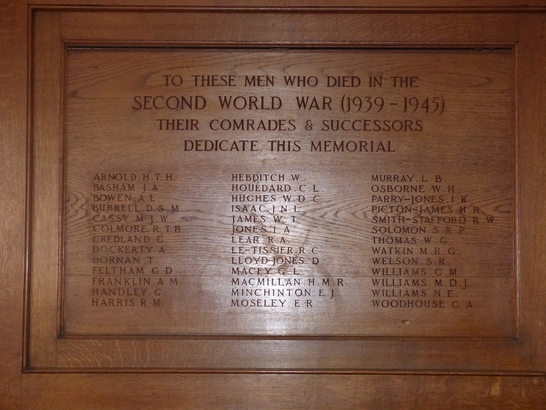 TO THESE MEN WHO DIED IN THE
SECOND WORLD WAR (1939-1945)
THEIR COMRADES & SUCCESSORS
DEDICATE THIS MEMORIAL
ARNOLD. H.T.H.
BASHAM. J.A.
BOWEN. A.L.
BURRELL. D.S.M.
CASSY. M.J.W.
COLMORE. R.J.B.
CREDLAND. G.
DOCKERTY. A.
DORNAN. T.
FELTHAM. G.D.
FRANKLIN. A.M.
HANDLEY. C.
HARRIS. R.M.
HEBDITCH. W.
HOUEDARD. C.L.
HUGHES. W.D.C.
ISAAC. J.N.I.
JAMES. W.T.
JONES. I.A.
LEAR. R.A.
LE-TISSIER. R.C.
LLOYD-JONES. D.
MACEY. G.L.
MACMILLAN. H.M.R.
MINCHINTON. E.J.
MOSELEY. E.R.
MURRAY. L.B.
OSBORNE. W.H.
PARRY-JONES. I.K.
PICTON-JAMES. H.R.
SMITH-STAFFORD. R.W.
SOLOMON. S.R.P.
THOMAS. W.G.
WATKIN. M.B.G.
WELSON. S.R.
WILLIAMS. G.M.
WILLIAMS. M.D.J.
WILLIAMS. N.E.
WOODHOUSE. G.A.